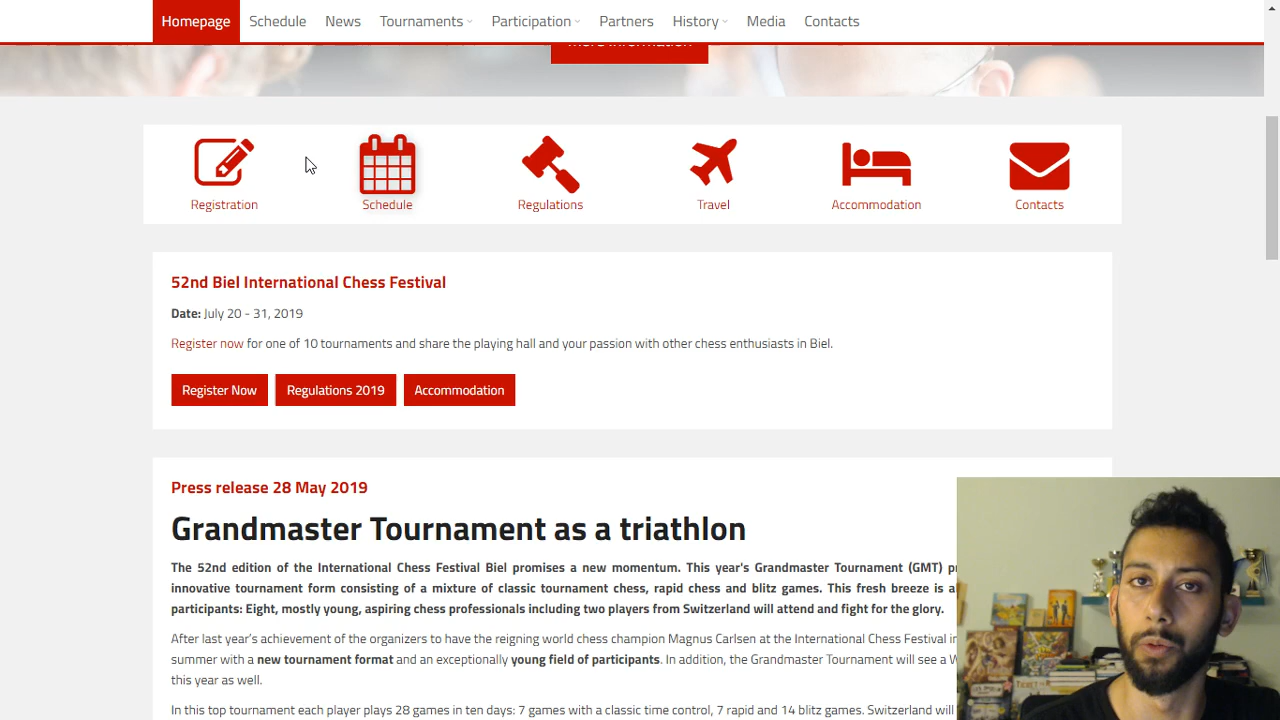 Homepage Schedule News Tournaments Participation Partners History Media Contacts
More Information
Registration Schedule Regulations Travel Accommodation Contacts
52nd Biel International Chess Festival
Date: July 20 - 31, 2019
Register now for one of 10 tournaments and share the playing hall and your passion with other chess enthusiasts in Biel.
Register Now Regulations 2019 Accommodation
Press release 28 May 2019
Grandmaster Tournament as a triathlon
The 52nd edition of the International Chess Festival Biel promises a new momentum. This year's Grandmaster Tournament (GMT)
innovative tournament form consisting of a mixture of classic tournament chess, rapid chess and blitz games. This fresh breeze is
participants: Eight, mostly young, aspiring chess professionals including two players from Switzerland will attend and fight for the glory.
After last year's achievement of the organizers to have the reigning world chess champion Magnus Carlsen at the International Chess Festival
summer with a new tournament format and an exceptionally young field of participants. In addition, the Grandmaster Tournament will see a
this year as well.
In this top tournament each player plays 28 games in ten days: 7 games with a classic time control, 7 rapid and 14 blitz games. Switzerland will